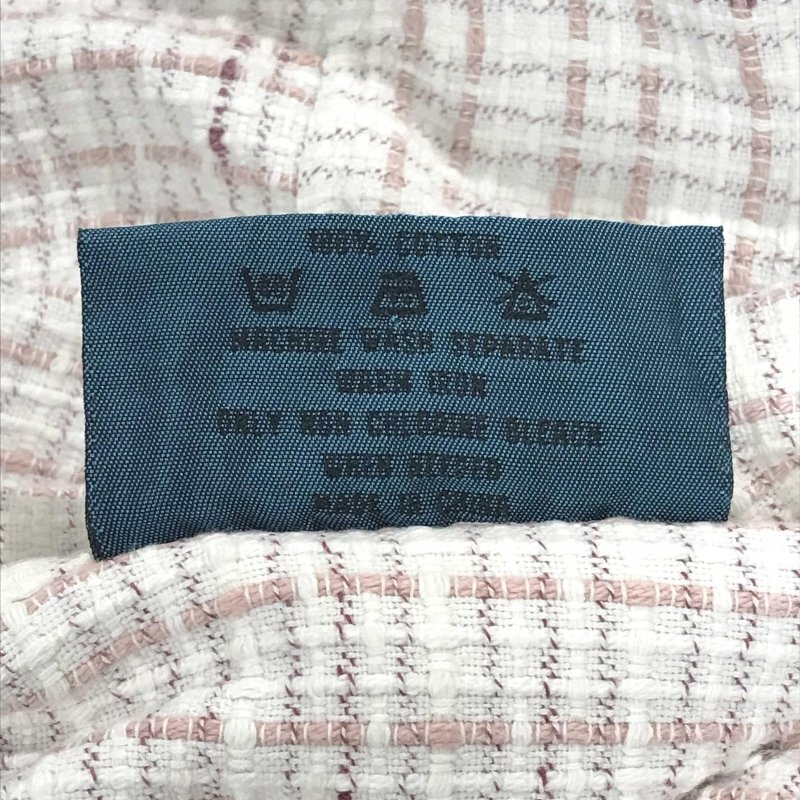 100% COTTON
MACHINE WASH SEPARATE
WARM IRON
ONLY NON CHLORINE BLEACH
WHEN NEEDED
MADE IN CHINA